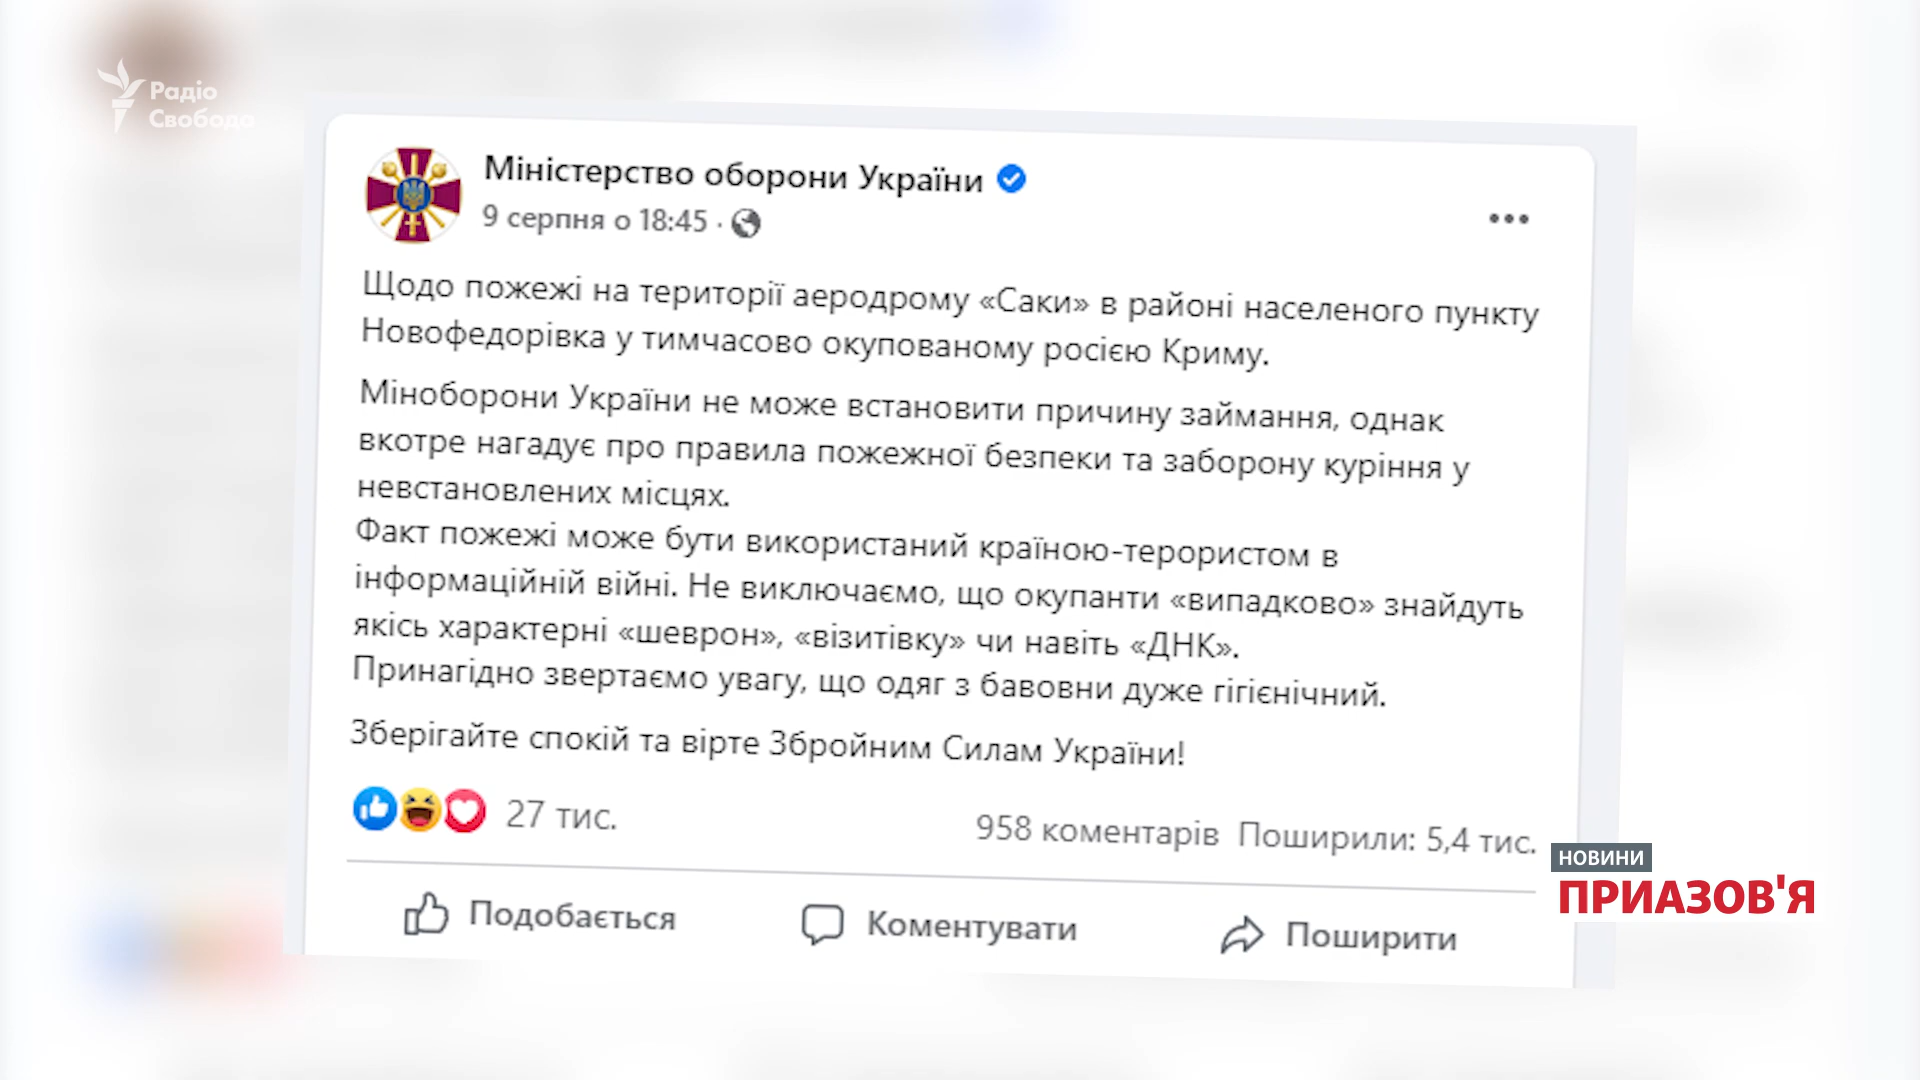 Радіо
Свобода
Міністерство оборони України
9 серпня о 18:45 ·
Щодо пожежі на території аеродрому «Саки» в районі населеного пункту
Новофедорівка у тимчасово окупованому росією Криму.
Міноборони України не може встановити причину займання, однак
вкотре нагадує про правила пожежної безпеки та заборону куріння у
невстановлених місцях.
Факт пожежі може бути використаний країною-терористом в
інформаційній війні. Не виключаємо, що окупанти «випадково» знайдуть
якісь характерні «шеврон», «візитівку» чи навіть «ДНК».
Принагідно звертаємо увагу, що одяг з бавовни дуже гігієнічний.
Зберігайте спокій та вірте Збройним Силам України!
27 тис.
958 коментарів Поширили: 5,4 тис.
Подобається Коментувати Поширити
НОВИНИ
ПРИАЗОВ'Я